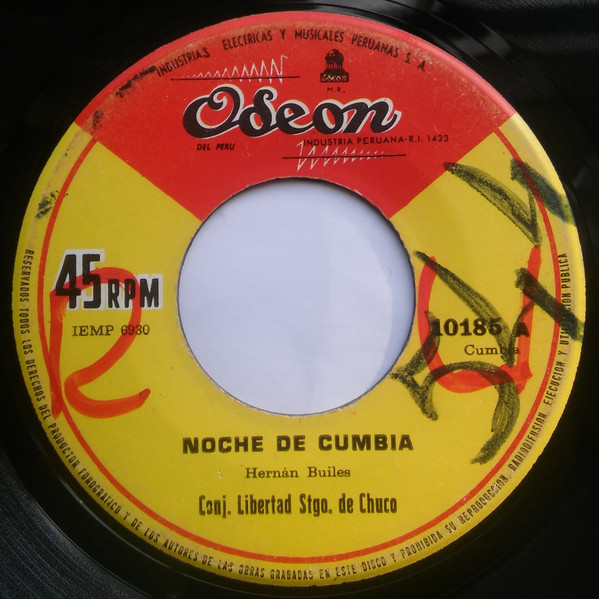 INDUSTRIAS ELECTRICAS Y MUSICALES PERUANAS S. A.
Odeon
M. R.
Odeon
DEL PERU
INDUSTRIA PERUANA-R.I. 1423
45 RPM
IEMP 6930
10185 A
Cumbia
R
NOCHE DE CUMBIA
Hernán Builes
Conj. Libertad Stgo. de Chuco
RESERVADOS TODOS LOS DERECHOS DEL PRODUCTOR FONOGRAFICO Y DE LOS AUTORES DE LAS OBRAS GRABADAS EN ESTE DISCO Y PROHIBIDA SU REPRODUCCION, RADIODIFUSION, EJECUCION Y UTILIZACION PUBLICA